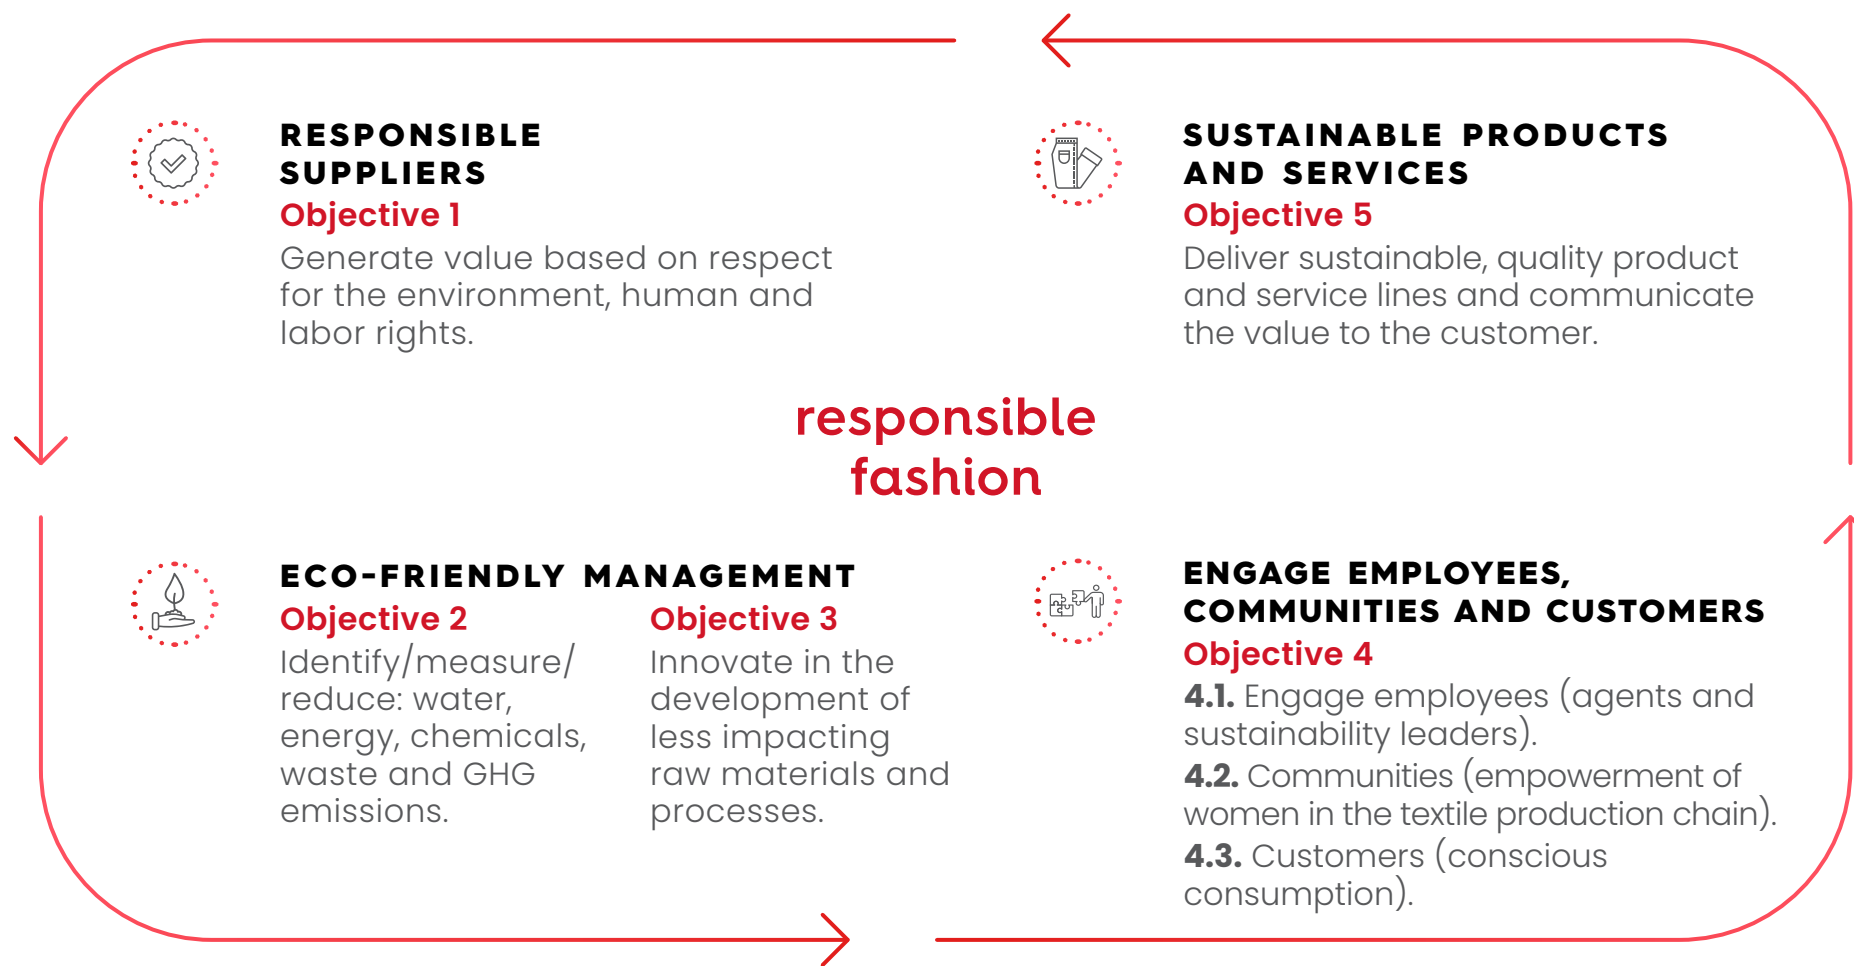 RESPONSIBLE
SUPPLIERS
Objective 1
Generate value based on respect
for the environment, human and
labor rights.
SUSTAINABLE PRODUCTS
AND SERVICES
Objective 5
Deliver sustainable, quality product
and service lines and communicate
the value to the customer.
responsible
fashion
ECO-FRIENDLY MANAGEMENT
Objective 2
Identify/measure/
reduce: water,
energy, chemicals,
waste and GHG
emissions.
Objective 3
Innovate in the
development of
less impacting
raw materials and
processes.
ENGAGE EMPLOYEES,
COMMUNITIES AND CUSTOMERS
Objective 4
4.1. Engage employees (agents and
sustainability leaders).
4.2. Communities (empowerment of
women in the textile production chain).
4.3. Customers (conscious
consumption).